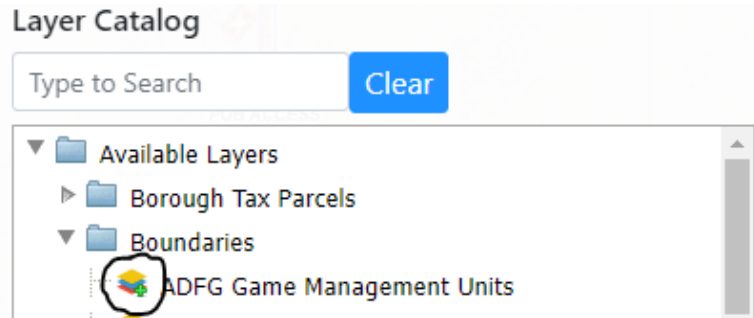 Layer Catalog
Type to Search Clear
Available Layers
Borough Tax Parcels
Boundaries
ADFG Game Management Units